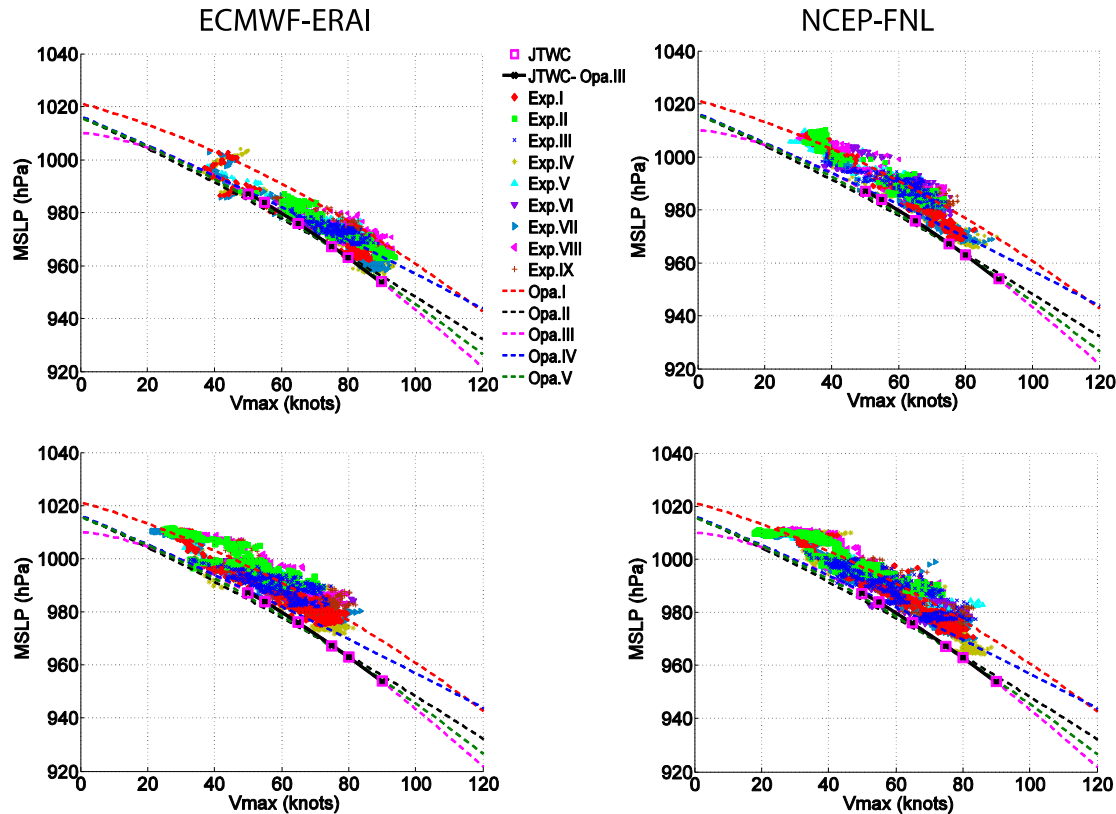 ECMWF-ERAI
NCEP-FNL
1040
1020
1000
980
960
940
920
MSLP (hPa)
0 20 40 60 80 100 120
Vmax (knots)
JTWC
JTWC- Opa.III
Exp.I
Exp.II
Exp.III
Exp.IV
Exp.V
Exp.VI
Exp.VII
Exp.VIII
Exp.IX
Opa.I
Opa.II
Opa.III
Opa.IV
Opa.V
1040
1020
1000
980
960
940
920
MSLP (hPa)
0 20 40 60 80 100 120
Vmax (knots)
1040
1020
1000
980
960
940
920
MSLP (hPa)
0 20 40 60 80 100 120
Vmax (knots)
1040
1020
1000
980
960
940
920
MSLP (hPa)
0 20 40 60 80 100 120
Vmax (knots)